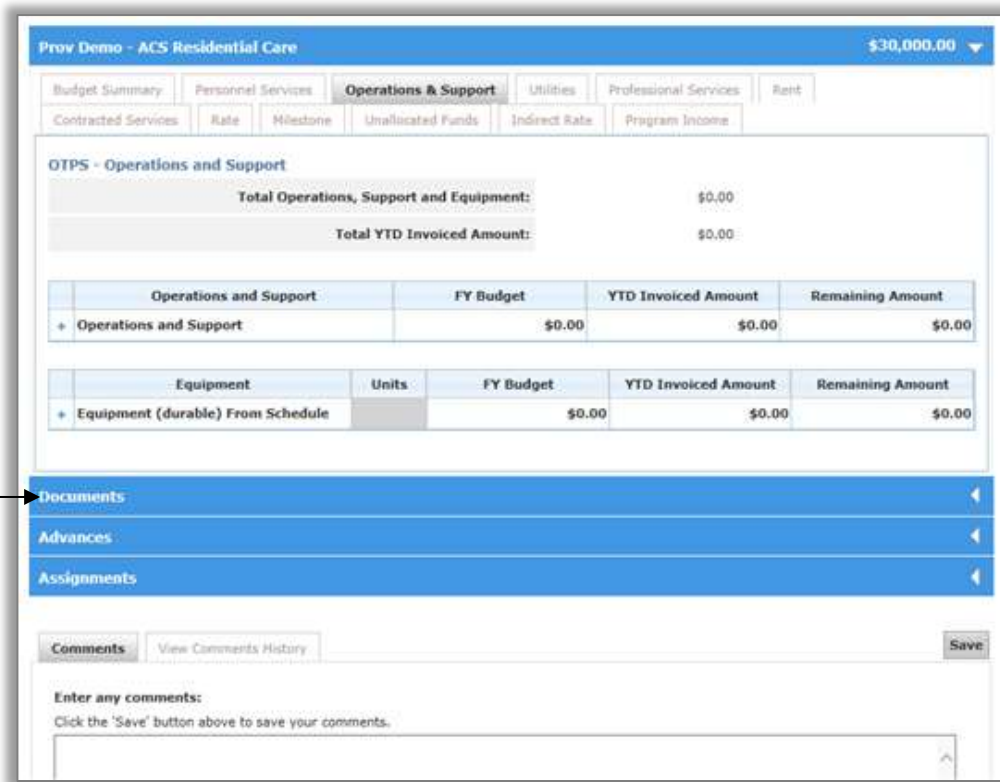 Prov Demo - ACS Residential Care $30,000.00
Budget Summary Personnel Services Operations & Support Utilities Professional Services Rent
Contracted Services Rate Milestone Unallocated Funds Indirect Rate Program Income
OTPS - Operations and Support
Total Operations, Support and Equipment: $0.00
Total YTD Invoiced Amount: $0.00
Operations and Support FY Budget YTD Invoiced Amount Remaining Amount
+ Operations and Support $0.00 $0.00 $0.00
Equipment Units FY Budget YTD Invoiced Amount Remaining Amount
+ Equipment (durable) From Schedule $0.00 $0.00 $0.00
Documents
Advances
Assignments
Comments View Comments History Save
Enter any comments:
Click the 'Save' button above to save your comments.